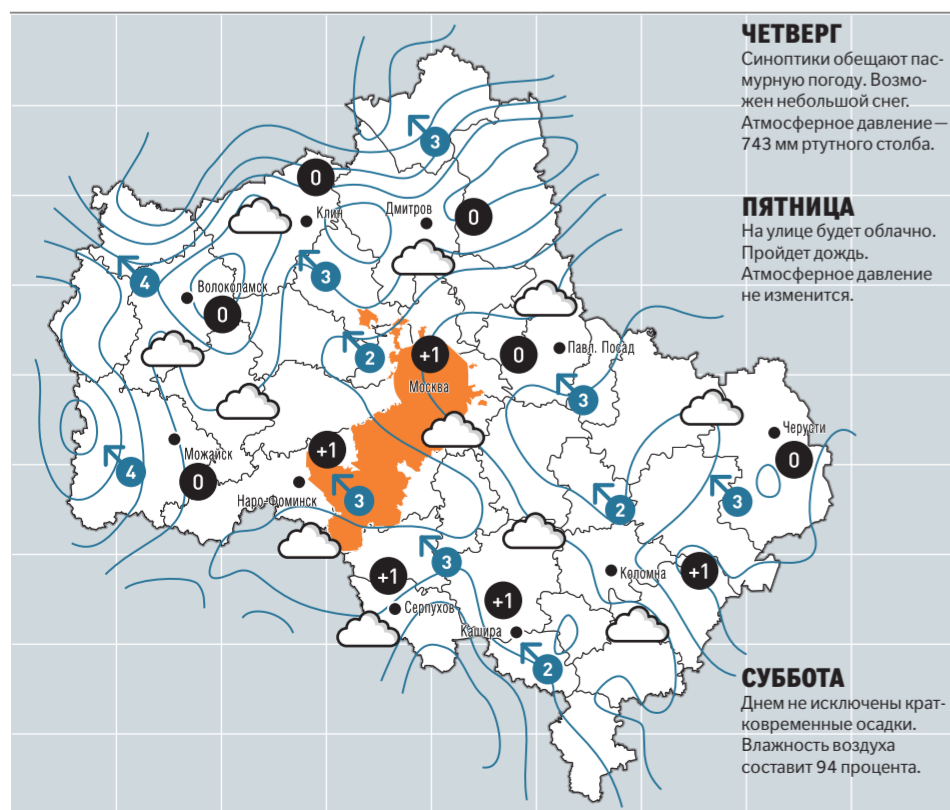 ЧЕТВЕРГ
Синоптики обещают пас-
мурную погоду. Возмо-
жен небольшой снег.
Атмосферное давление —
743 мм ртутного столба.
ПЯТНИЦА
На улице будет облачно.
Пройдет дождь.
Атмосферное давление
не изменится.
СУББОТА
Днем не исключены крат-
ковременные осадки.
Влажность воздуха
составит 94 процента.
3
0
Клин
Дмитров
0
4
3
Волоколамск
0
2
+1
Москва
0
Павл. Посад
3
Можайск
4
0
+1
Наро-Фоминск
3
Черусти
0
2
3
3
+1
Серпухов
+1
Кашира
2
Коломна
+1